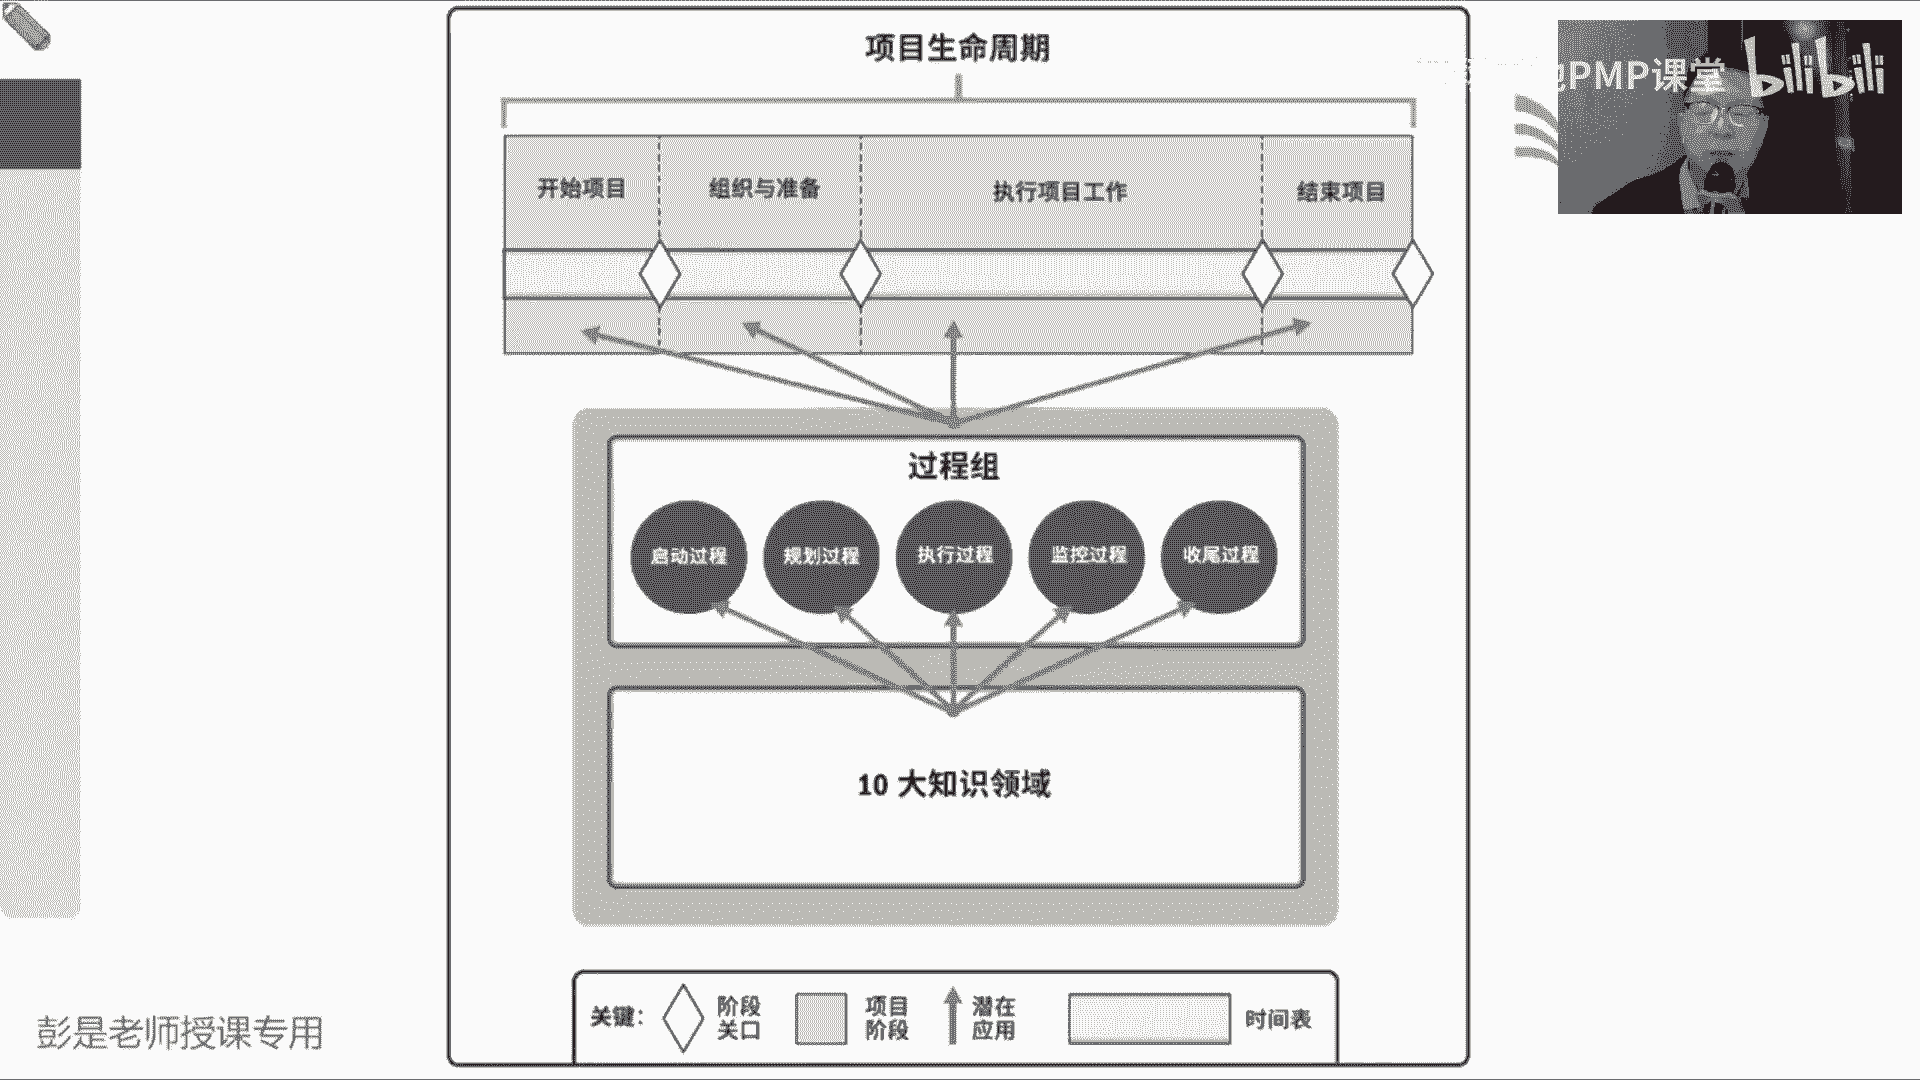 项目生命周期
PMP课堂 bilibili
开始项目 组织与准备 执行项目工作 结束项目
过程组
启动过程 规划过程 执行过程 监控过程 收尾过程
10 大知识领域
关键: 阶段 项目 潜在 时间表
关口 阶段 应用
彭是老师授课专用